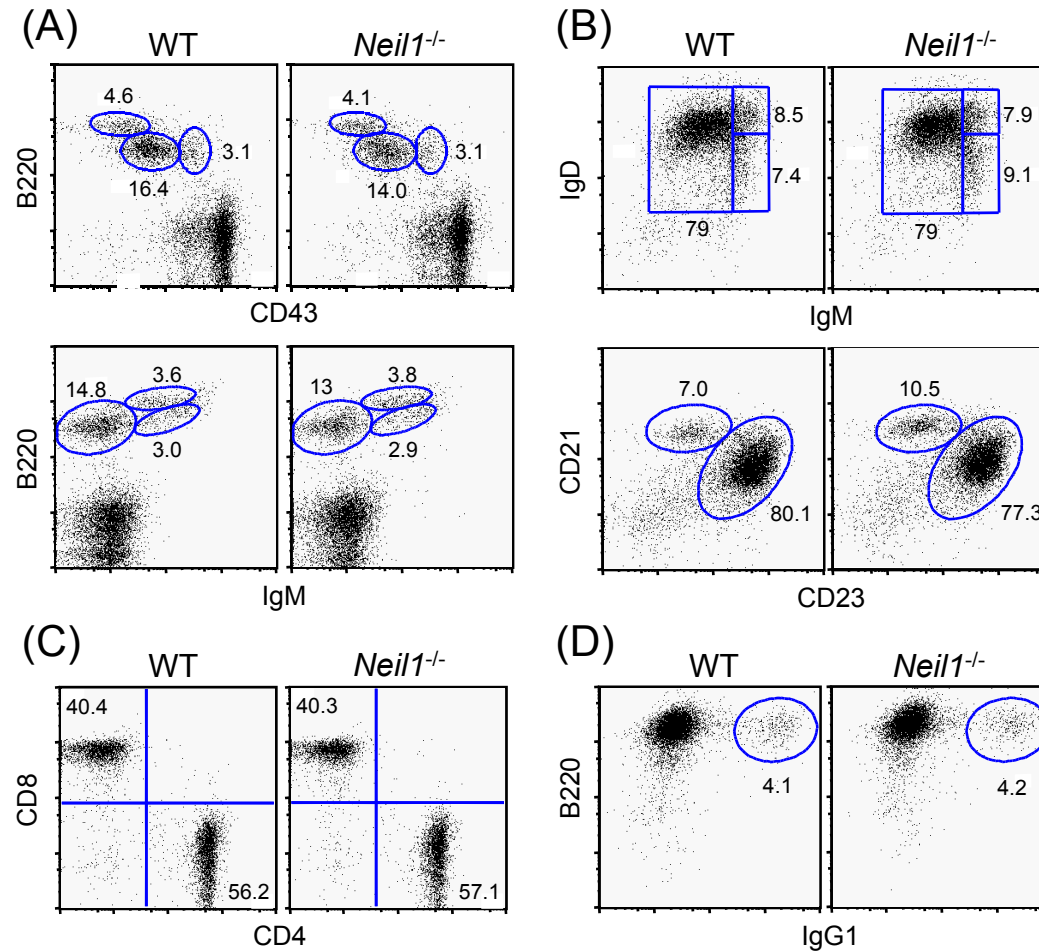 (A)
WT
Neil1-/-
4.6
16.4
3.1
4.1
14.0
3.1
B220
CD43
14.8
3.6
3.0
13
3.8
2.9
B220
IgM
(B)
WT
Neil1-/-
8.5
7.4
79
7.9
9.1
79
IgD
IgM
7.0
80.1
10.5
77.3
CD21
CD23
(C)
WT
Neil1-/-
40.4
56.2
40.3
57.1
CD8
CD4
(D)
WT
Neil1-/-
4.1
4.2
B220
IgG1